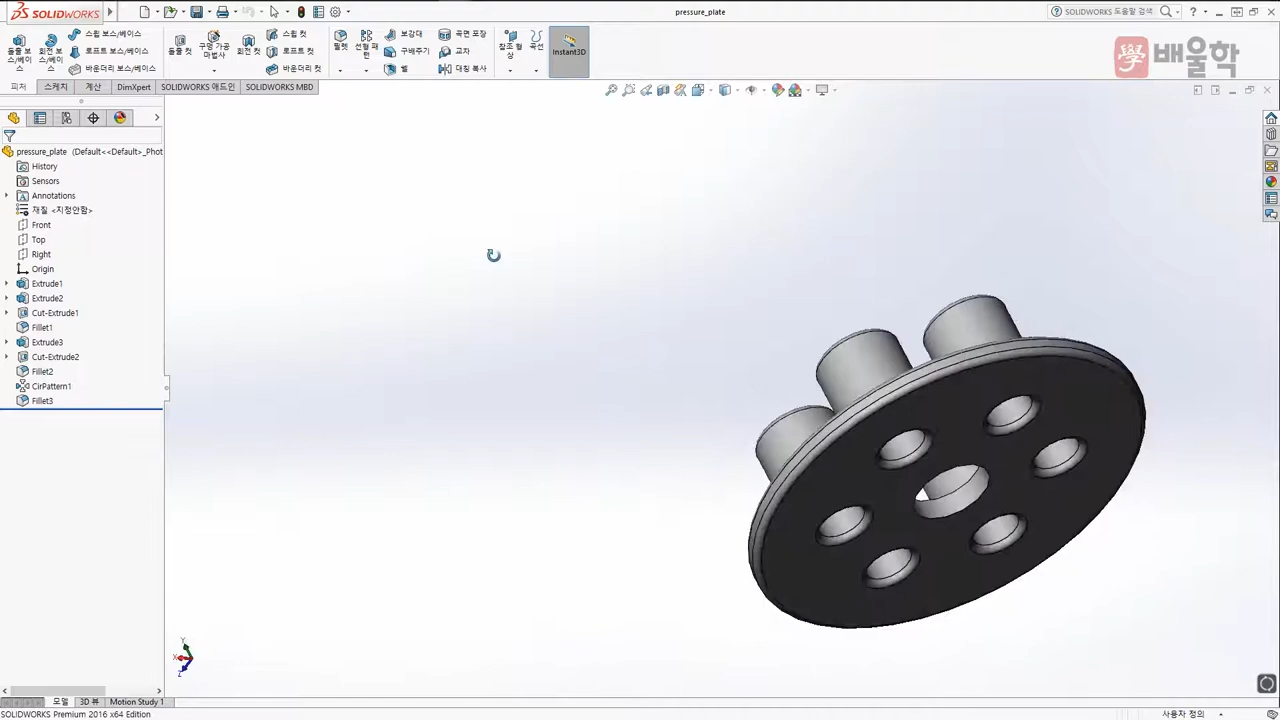 SOLIDWORKS
pressure_plate
SOLIDWORKS 도움말 검색
돌출 보스/베이스
회전 보스/베이스
스윕 보스/베이스
로프트 보스/베이스
바운더리 보스/베이스
돌출 컷
구멍 가공 마법사
회전 컷
스윕 컷
로프트 컷
바운더리 컷
필렛
선형 패턴
보강대
구배주기
쉘
곡면 포장
교차
대칭 복사
참조 형상
곡선
Instant3D
學 배울학
피처
스케치
계산
DimXpert
SOLIDWORKS 애드인
SOLIDWORKS MBD
pressure_plate (Default<<Default>_Phot
History
Sensors
Annotations
재질 <지정안함>
Front
Top
Right
Origin
Extrude1
Extrude2
Cut-Extrude1
Fillet1
Extrude3
Cut-Extrude2
Fillet2
CirPattern1
Fillet3
Y
X
Z
모델
3D 뷰
Motion Study 1
SOLIDWORKS Premium 2016 x64 Edition
사용자 정의